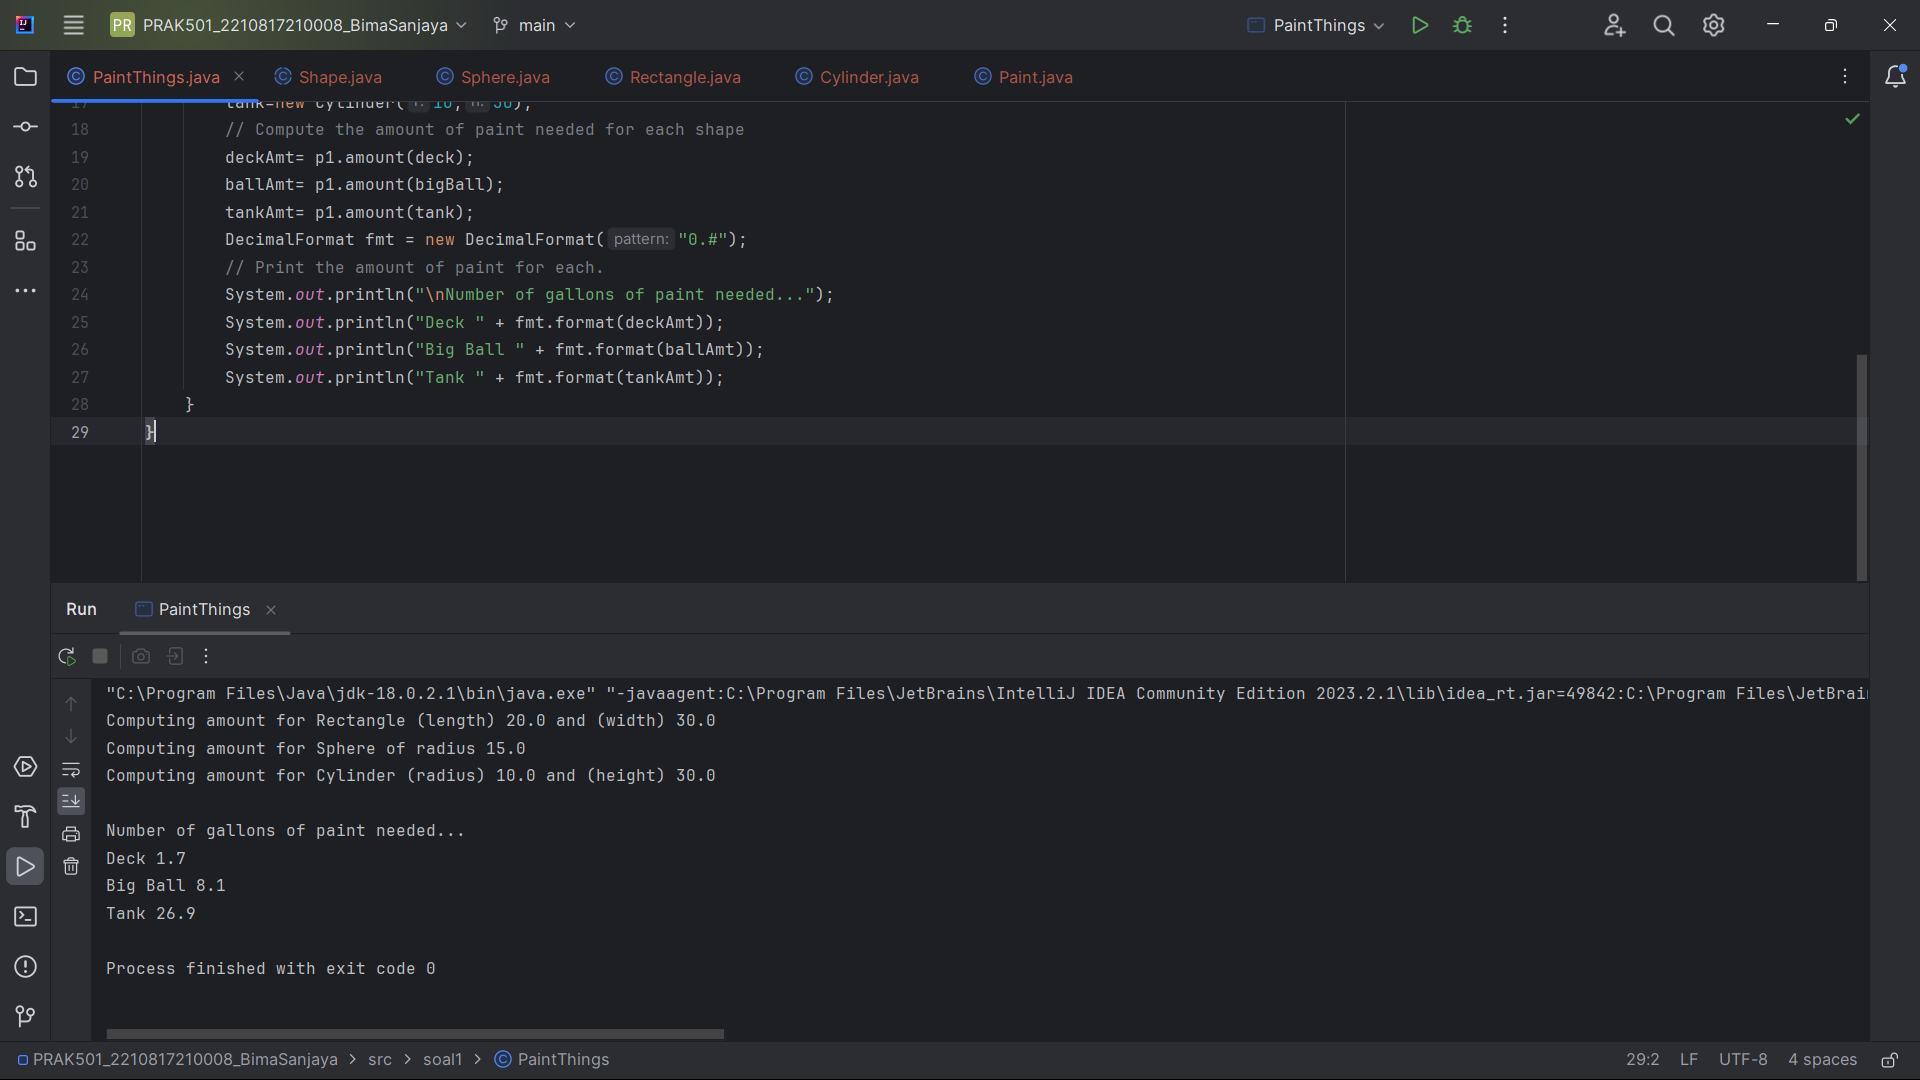 PR PRAK501_2210817210008_BimaSanjaya main PaintThings
PaintThings.java Shape.java Sphere.java Rectangle.java Cylinder.java Paint.java
17 tank=new Cylinder( r: 10, h: 30);
18 // Compute the amount of paint needed for each shape
19 deckAmt= p1.amount(deck);
20 ballAmt= p1.amount(bigBall);
21 tankAmt= p1.amount(tank);
22 DecimalFormat fmt = new DecimalFormat( pattern: "0.#");
23 // Print the amount of paint for each.
24 System.out.println("\nNumber of gallons of paint needed...");
25 System.out.println("Deck " + fmt.format(deckAmt));
26 System.out.println("Big Ball " + fmt.format(ballAmt));
27 System.out.println("Tank " + fmt.format(tankAmt));
28 }
29 }
Run PaintThings
"C:\Program Files\Java\jdk-18.0.2.1\bin\java.exe" "-javaagent:C:\Program Files\JetBrains\IntelliJ IDEA Community Edition 2023.2.1\lib\idea_rt.jar=49842:C:\Program Files\JetBrai
Computing amount for Rectangle (length) 20.0 and (width) 30.0
Computing amount for Sphere of radius 15.0
Computing amount for Cylinder (radius) 10.0 and (height) 30.0
Number of gallons of paint needed...
Deck 1.7
Big Ball 8.1
Tank 26.9
Process finished with exit code 0
PRAK501_2210817210008_BimaSanjaya > src > soal1 > PaintThings 29:2 LF UTF-8 4 spaces